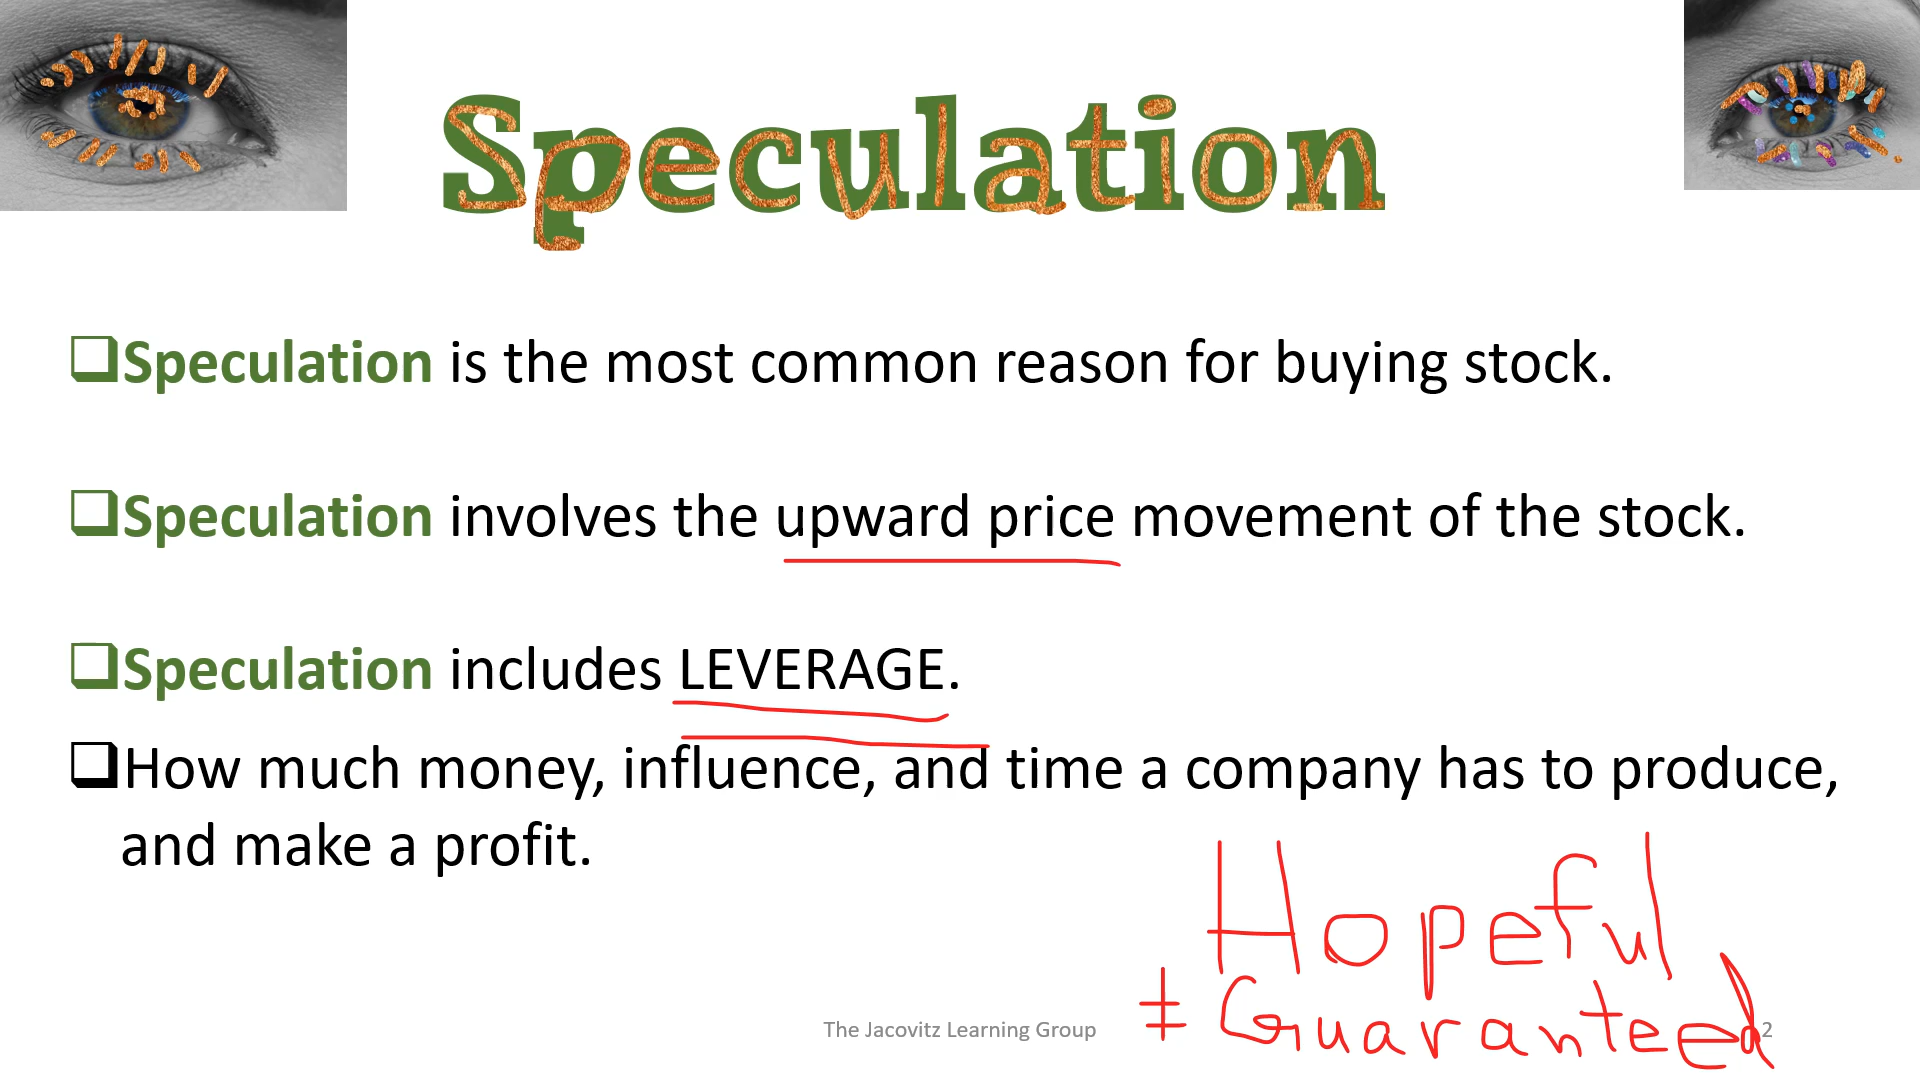 Speculation
❑Speculation is the most common reason for buying stock.
❑Speculation involves the upward price movement of the stock.
❑Speculation includes LEVERAGE.
❑How much money, influence, and time a company has to produce,
and make a profit.
Hopeful
≠ Guaranteed
The Jacovitz Learning Group
2